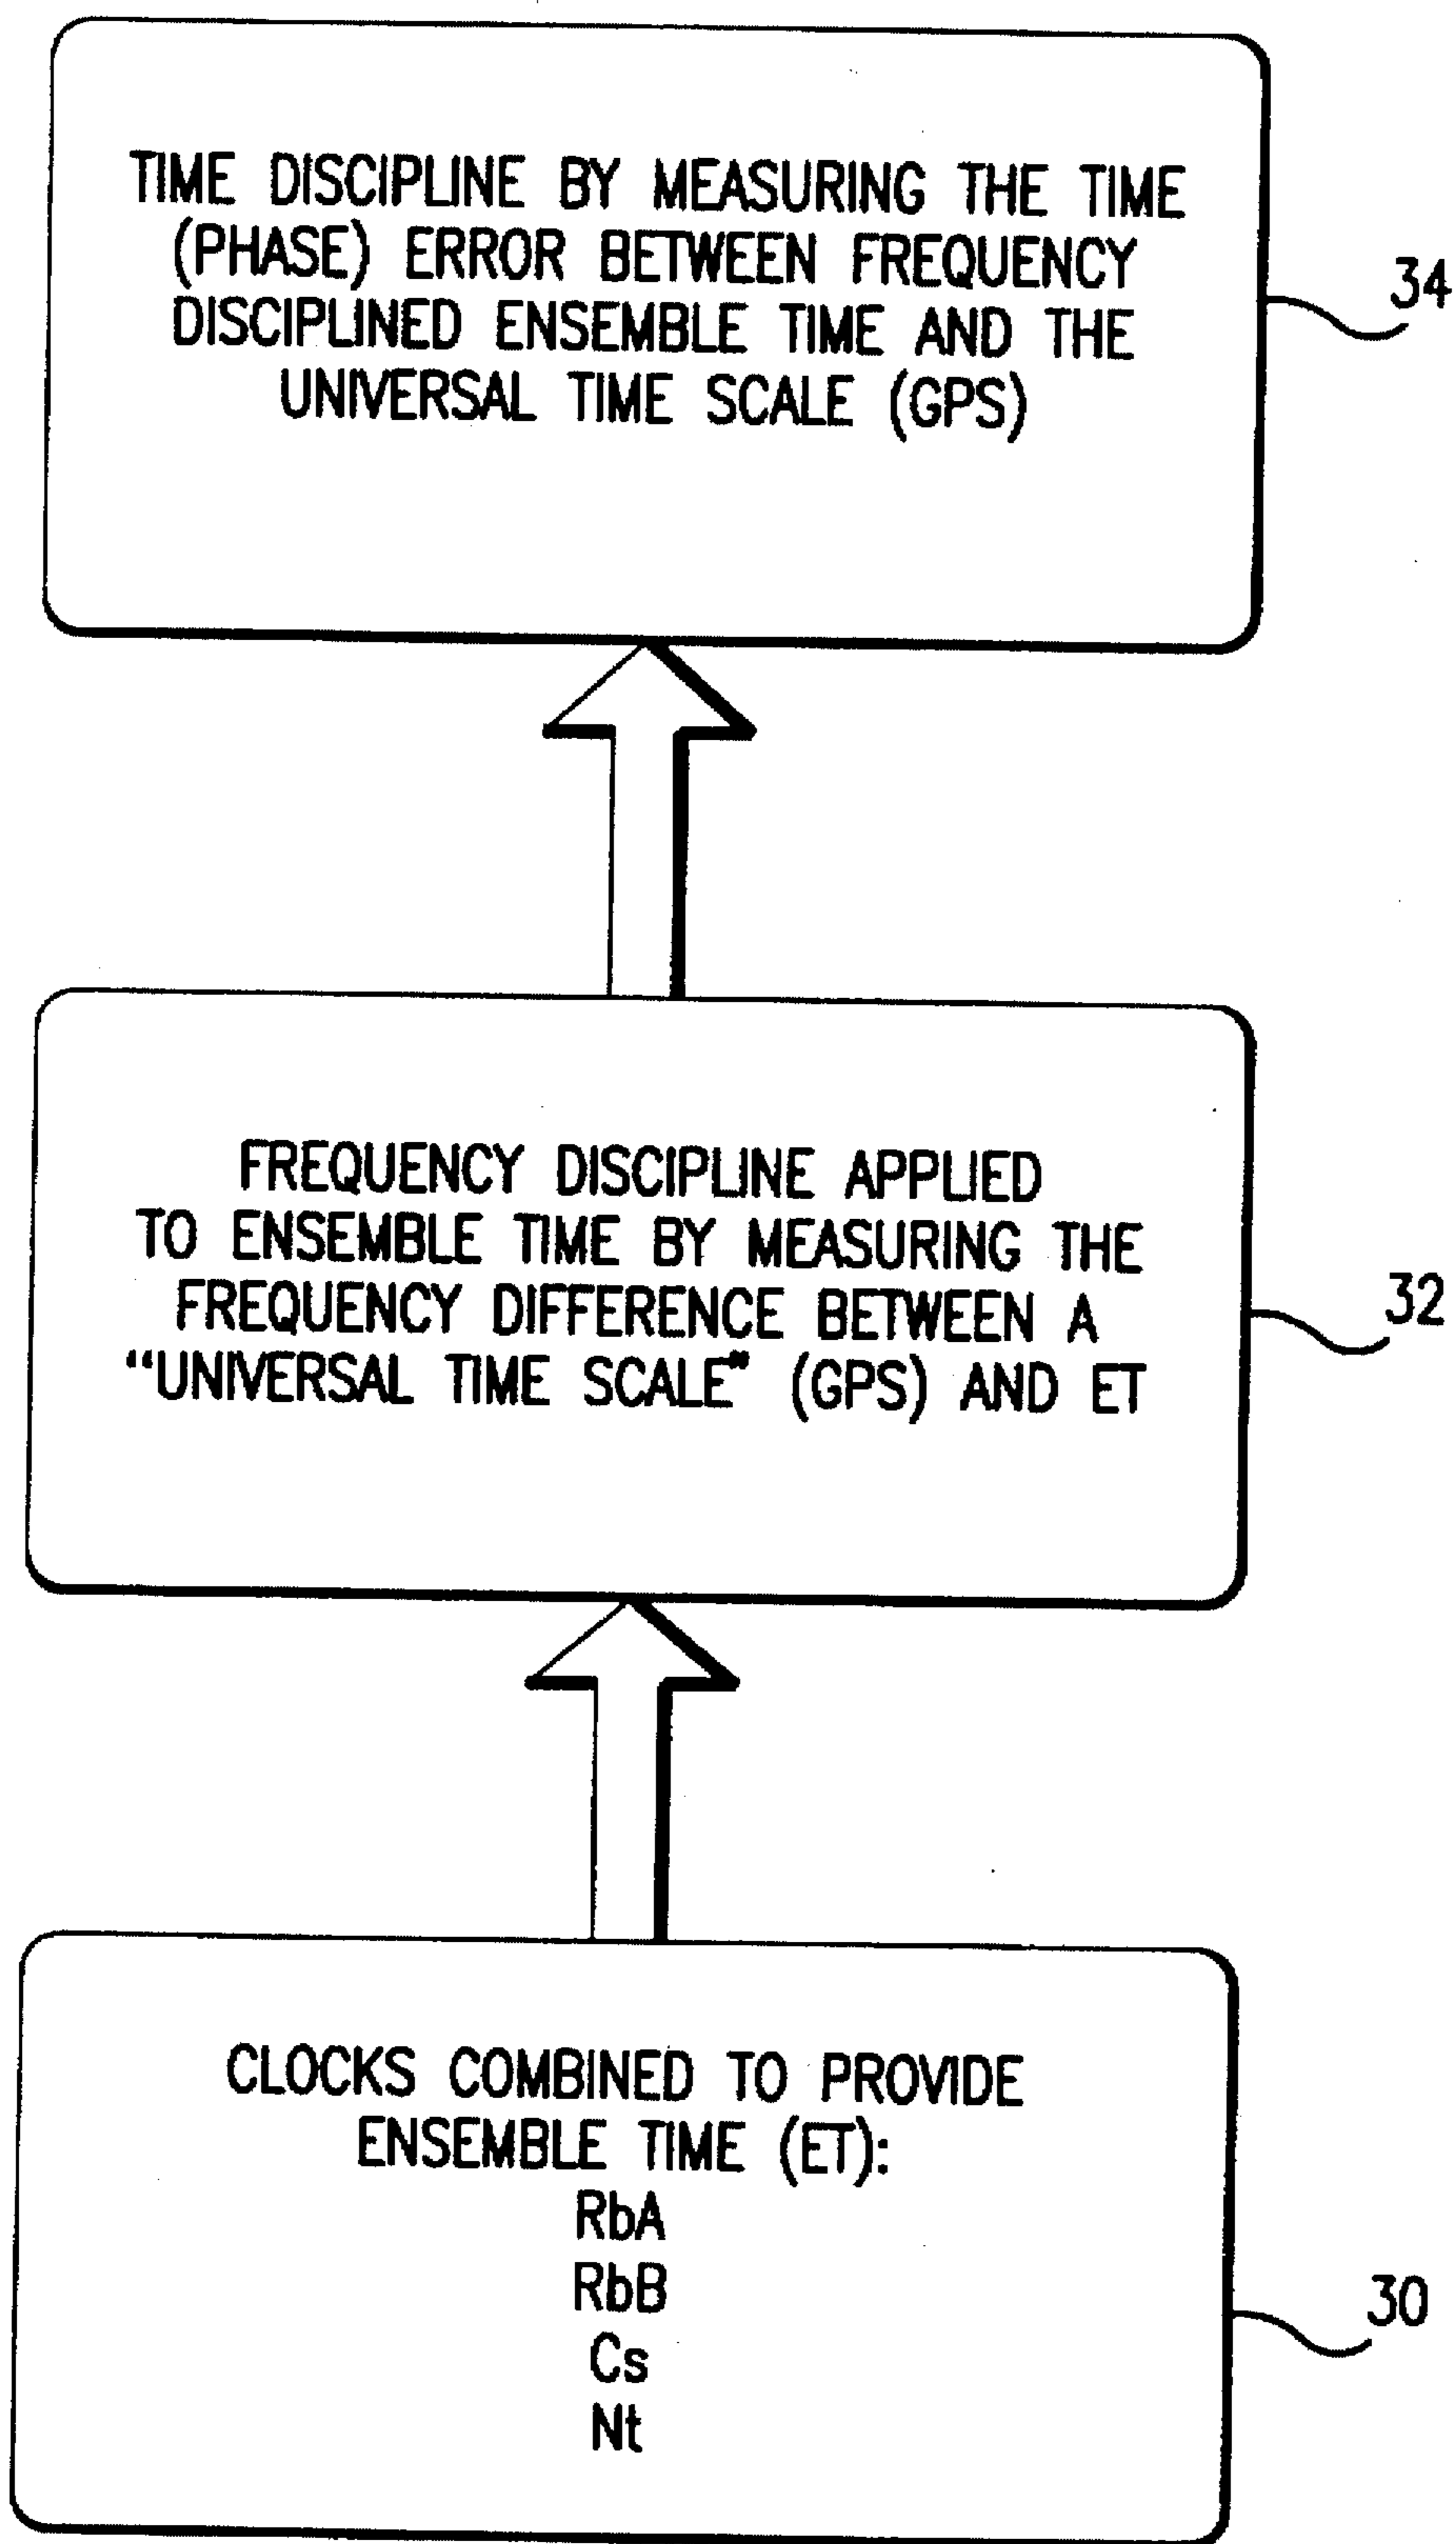 TIME DISCIPLINE BY MEASURING THE TIME
(PHASE) ERROR BETWEEN FREQUENCY
DISCIPLINED ENSEMBLE TIME AND THE
UNIVERSAL TIME SCALE (GPS)
34
FREQUENCY DISCIPLINE APPLIED
TO ENSEMBLE TIME BY MEASURING THE
FREQUENCY DIFFERENCE BETWEEN A
“UNIVERSAL TIME SCALE” (GPS) AND ET
32
CLOCKS COMBINED TO PROVIDE
ENSEMBLE TIME (ET):
RbA
RbB
Cs
Nt
30